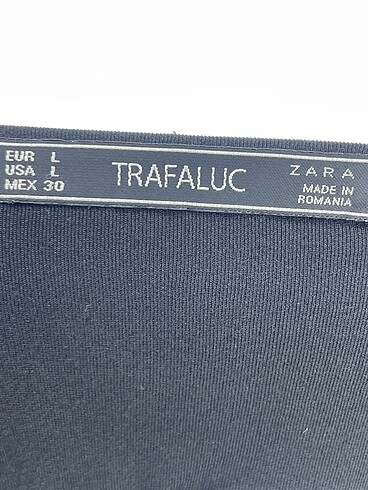 EUR L
USA L
MEX 30
TRAFALUC
ZARA
MADE IN
ROMANIA